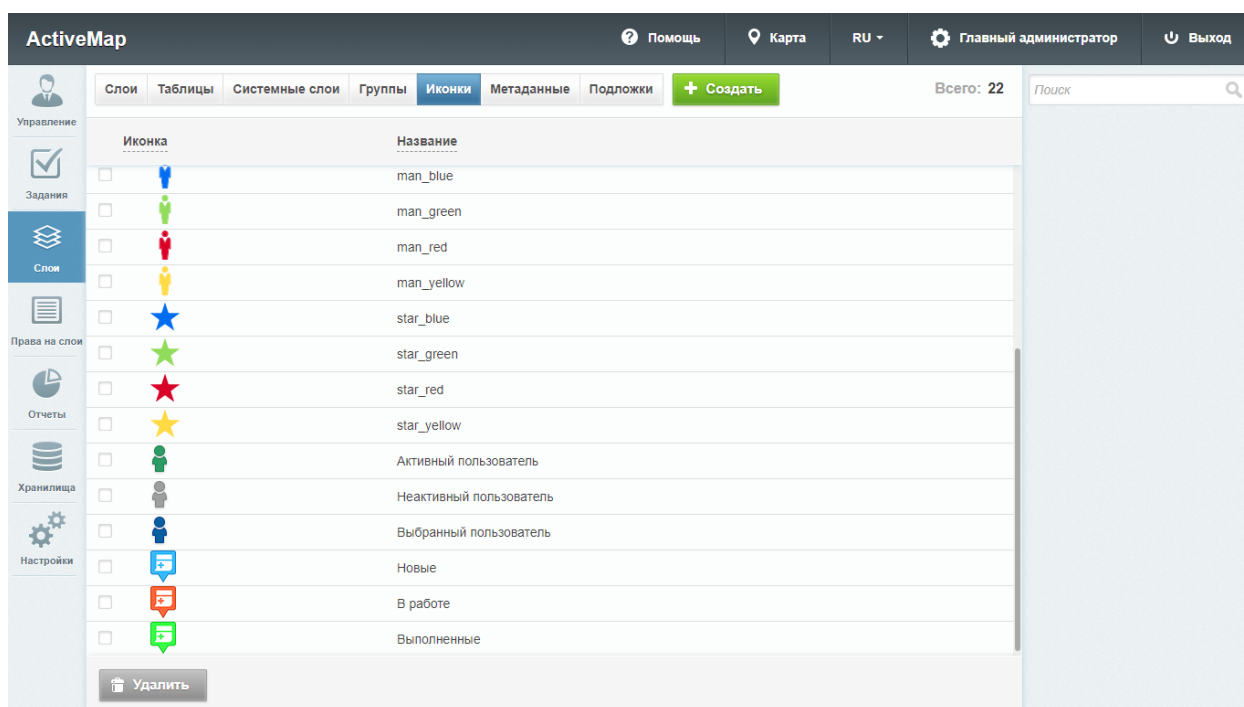 ActiveMap
Помощь
Карта
RU
Главный администратор
Выход
Управление
Задания
Слои
Права на слои
Отчеты
Хранилища
Настройки
Слои Таблицы Системные слои Группы Иконки Метаданные Подложки + Создать
Всего: 22
Поиск
Иконка Название
man_blue
man_green
man_red
man_yellow
star_blue
star_green
star_red
star_yellow
Активный пользователь
Неактивный пользователь
Выбранный пользователь
Новые
В работе
Выполненные
Удалить